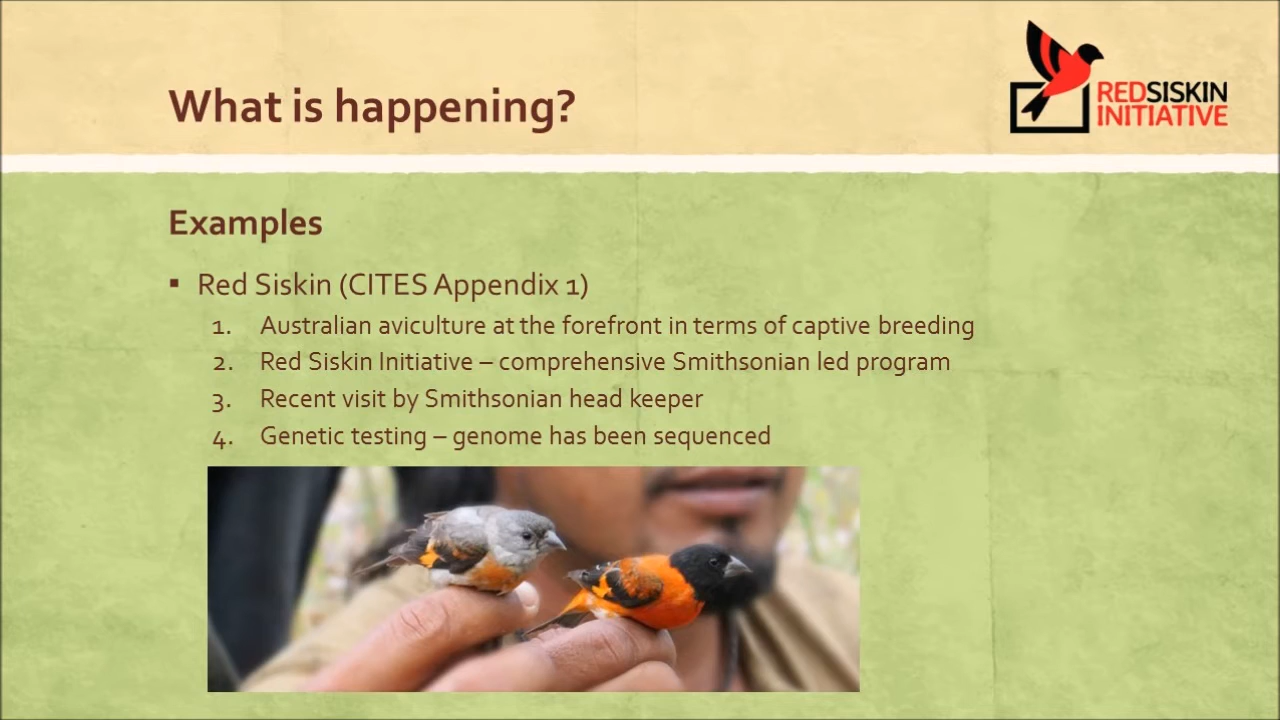 What is happening?
REDSISKIN
INITIATIVE
Examples
▪ Red Siskin (CITES Appendix 1)
1. Australian aviculture at the forefront in terms of captive breeding
2. Red Siskin Initiative – comprehensive Smithsonian led program
3. Recent visit by Smithsonian head keeper
4. Genetic testing – genome has been sequenced